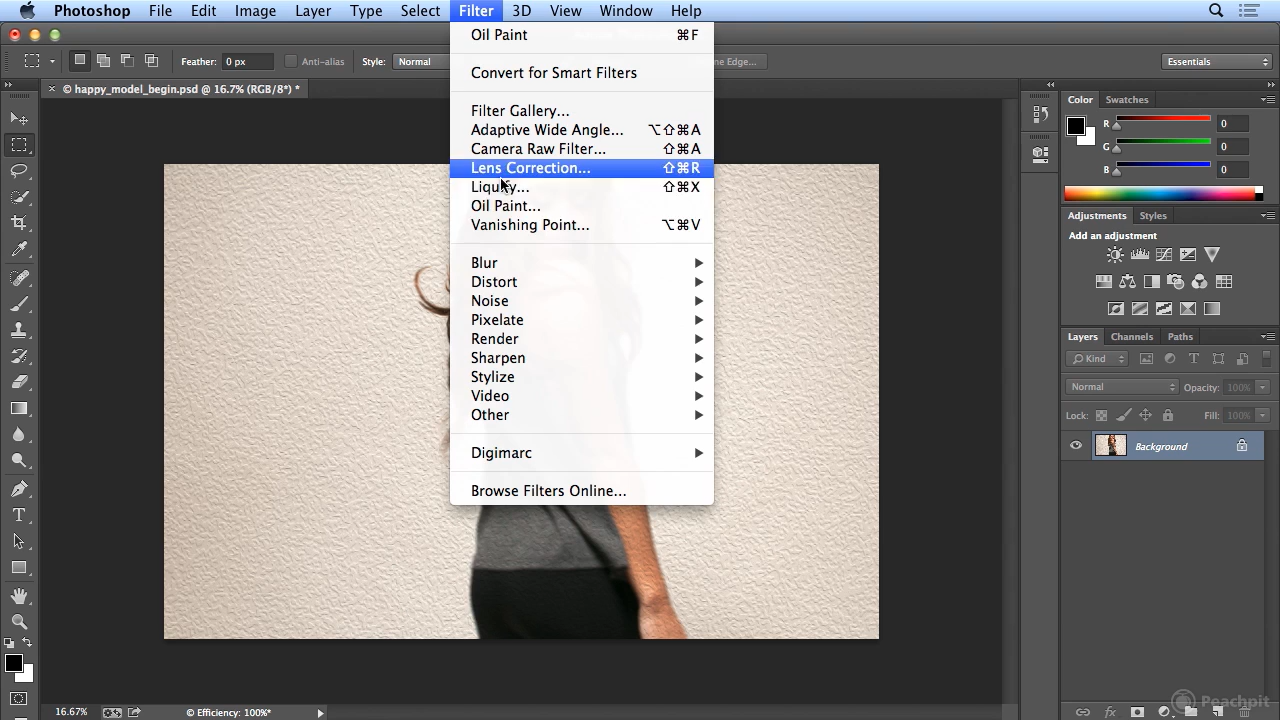 Photoshop File Edit Image Layer Type Select Filter 3D View Window Help
Feather: 0 px Anti-alias Style: Normal ne Edge... Essentials
× © happy_model_begin.psd @ 16.7% (RGB/8*) *
Oil Paint ⌘F
Convert for Smart Filters
Filter Gallery...
Adaptive Wide Angle... ⌥⇧⌘A
Camera Raw Filter... ⇧⌘A
Lens Correction... ⇧⌘R
Liquify... ⇧⌘X
Oil Paint...
Vanishing Point... ⌥⌘V
Blur
Distort
Noise
Pixelate
Render
Sharpen
Stylize
Video
Other
Digimarc
Browse Filters Online...
Color Swatches
R 0
G 0
B 0
Adjustments Styles
Add an adjustment
Layers Channels Paths
Kind
Normal Opacity: 100%
Lock: Fill: 100%
Background
fx
16.67% © Efficiency: 100%*
Peachpit